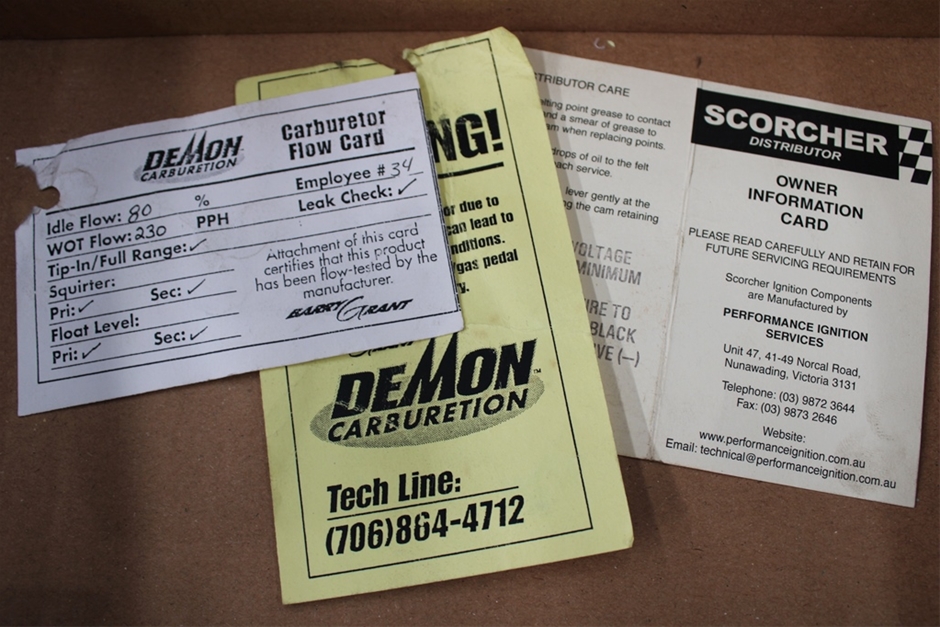 DEMON
CARBURETION
Carburetor
Flow Card
Idle Flow: 80 %
Employee # 34
WOT Flow: 230 PPH
Leak Check: ✓
Tip-In/Full Range: ✓
Squirter:
Pri: ✓ Sec: ✓
Float Level:
Pri: ✓ Sec: ✓
Attachment of this card
certifies that this product
has been flow-tested by the
manufacturer.
BARRY GRANT
NG!
or due to
can lead to
nditions.
gas pedal
DEMON™
CARBURETION
Tech Line:
(706)864-4712
TRIBUTOR CARE
elting point grease to contact
and a smear of grease to
am when replacing points.
drops of oil to the felt
ach service.
lever gently at the
g the cam retaining
VOLTAGE
MINIMUM
IRE TO
BLACK
IVE (–)
SCORCHER
DISTRIBUTOR
OWNER
INFORMATION
CARD
PLEASE READ CAREFULLY AND RETAIN FOR
FUTURE SERVICING REQUIREMENTS
Scorcher Ignition Components
are Manufactured by
PERFORMANCE IGNITION
SERVICES
Unit 47, 41-49 Norcal Road,
Nunawading, Victoria 3131
Telephone: (03) 9872 3644
Fax: (03) 9873 2646
Website:
www.performanceignition.com.au
Email: technical@performanceignition.com.au